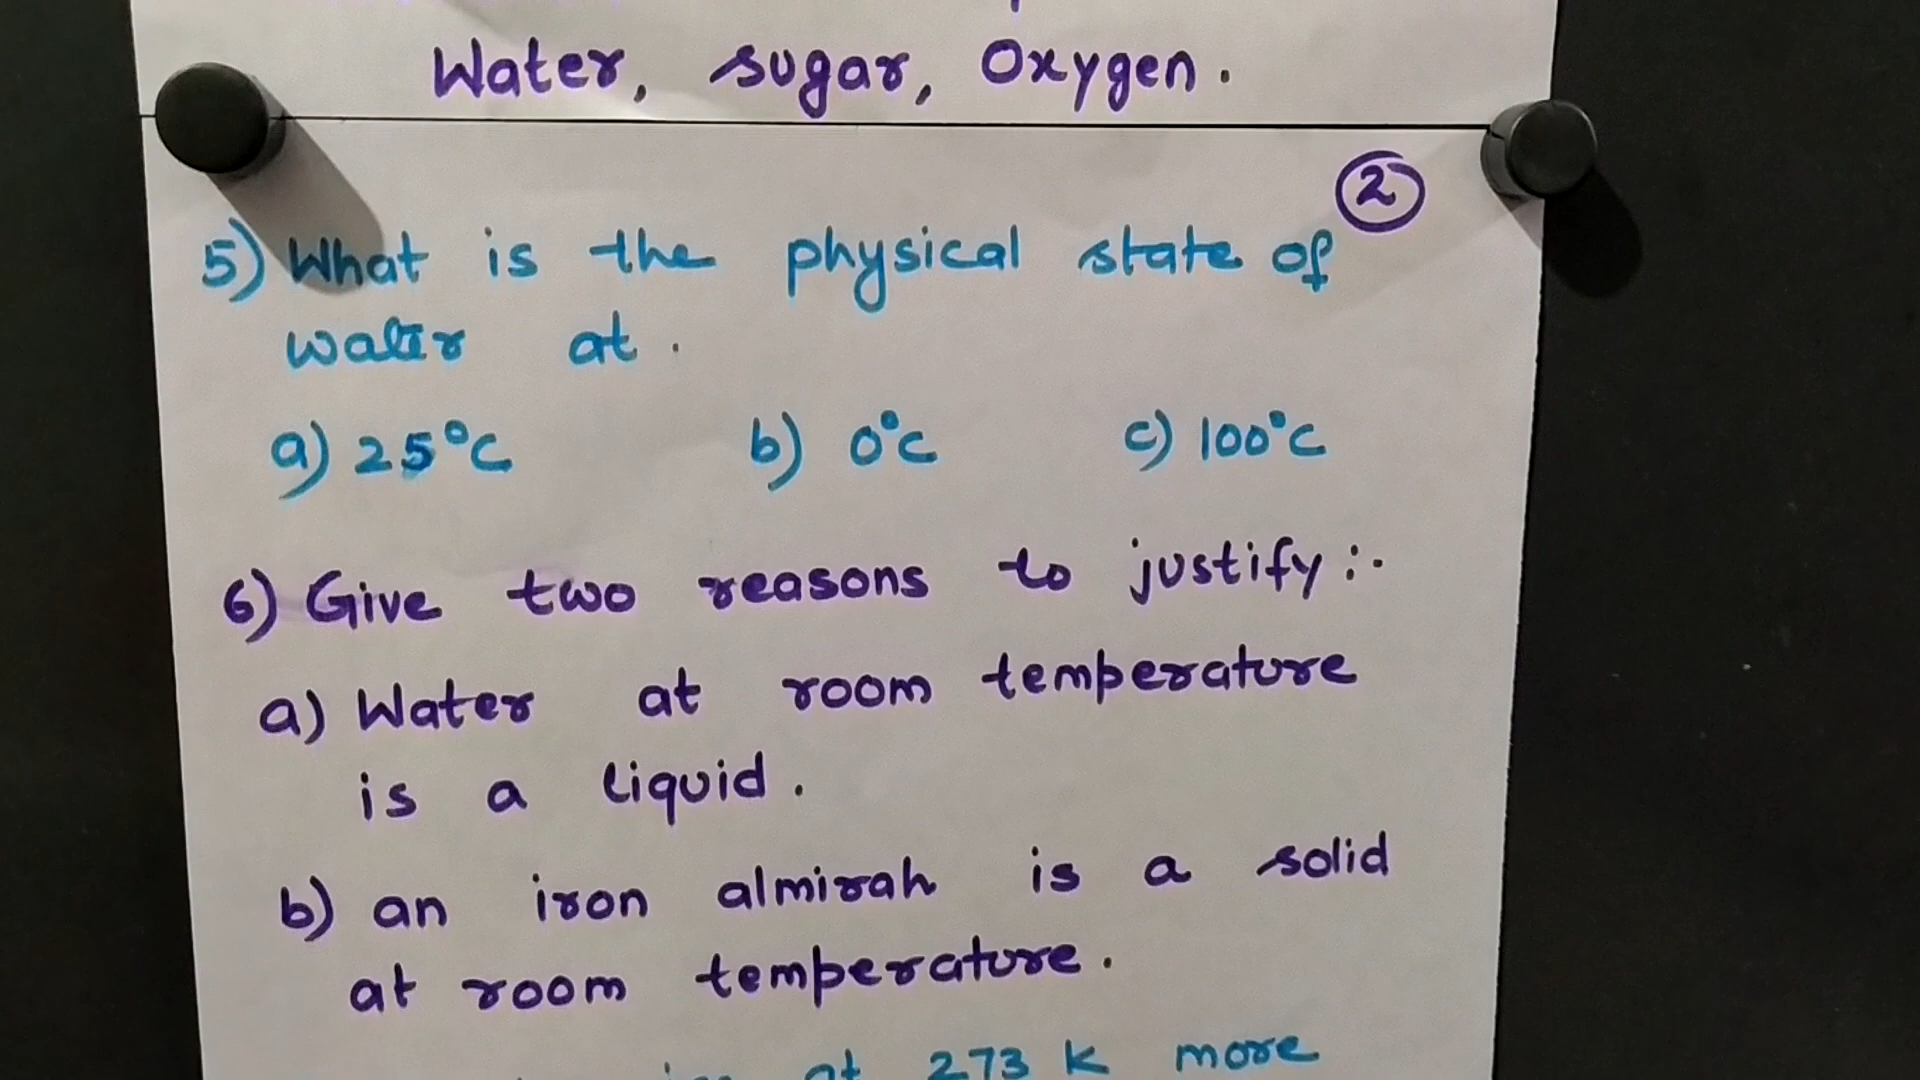 Water, sugar, Oxygen.
2
5) What is the physical state of
water at.
a) 25°C b) 0°C c) 100°C
6) Give two reasons to justify:-
a) Water at room temperature
is a liquid.
b) an iron almirah is a solid
at room temperature.
at 273 K more